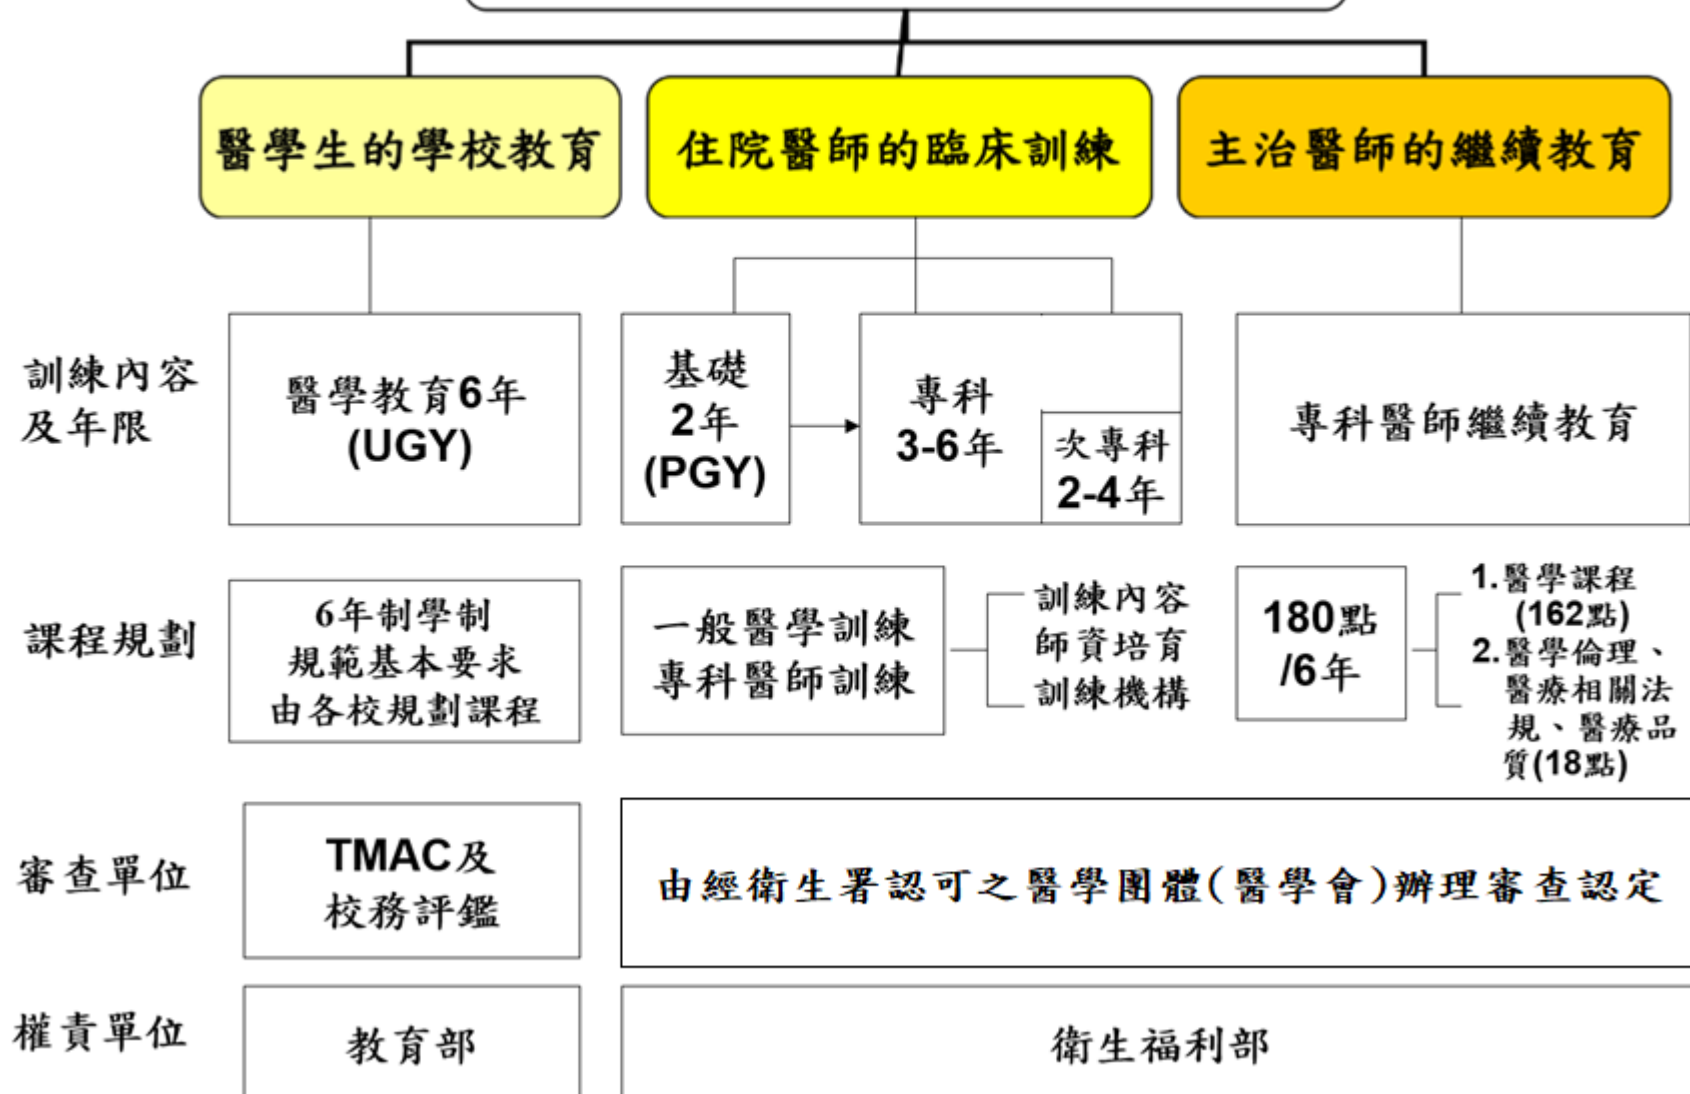 醫學生的學校教育
住院醫師的臨床訓練
主治醫師的繼續教育
訓練內容
及年限
醫學教育6年
(UGY)
基礎
2年
(PGY)
專科
3-6年
次專科
2-4年
專科醫師繼續教育
課程規劃
6年制學制
規範基本要求
由各校規劃課程
一般醫學訓練
專科醫師訓練
訓練內容
師資培育
訓練機構
180點
/6年
1.醫學課程
(162點)
2.醫學倫理、
醫療相關法
規、醫療品
質(18點)
審查單位
TMAC及
校務評鑑
由經衛生署認可之醫學團體(醫學會)辦理審查認定
權責單位
教育部
衛生福利部